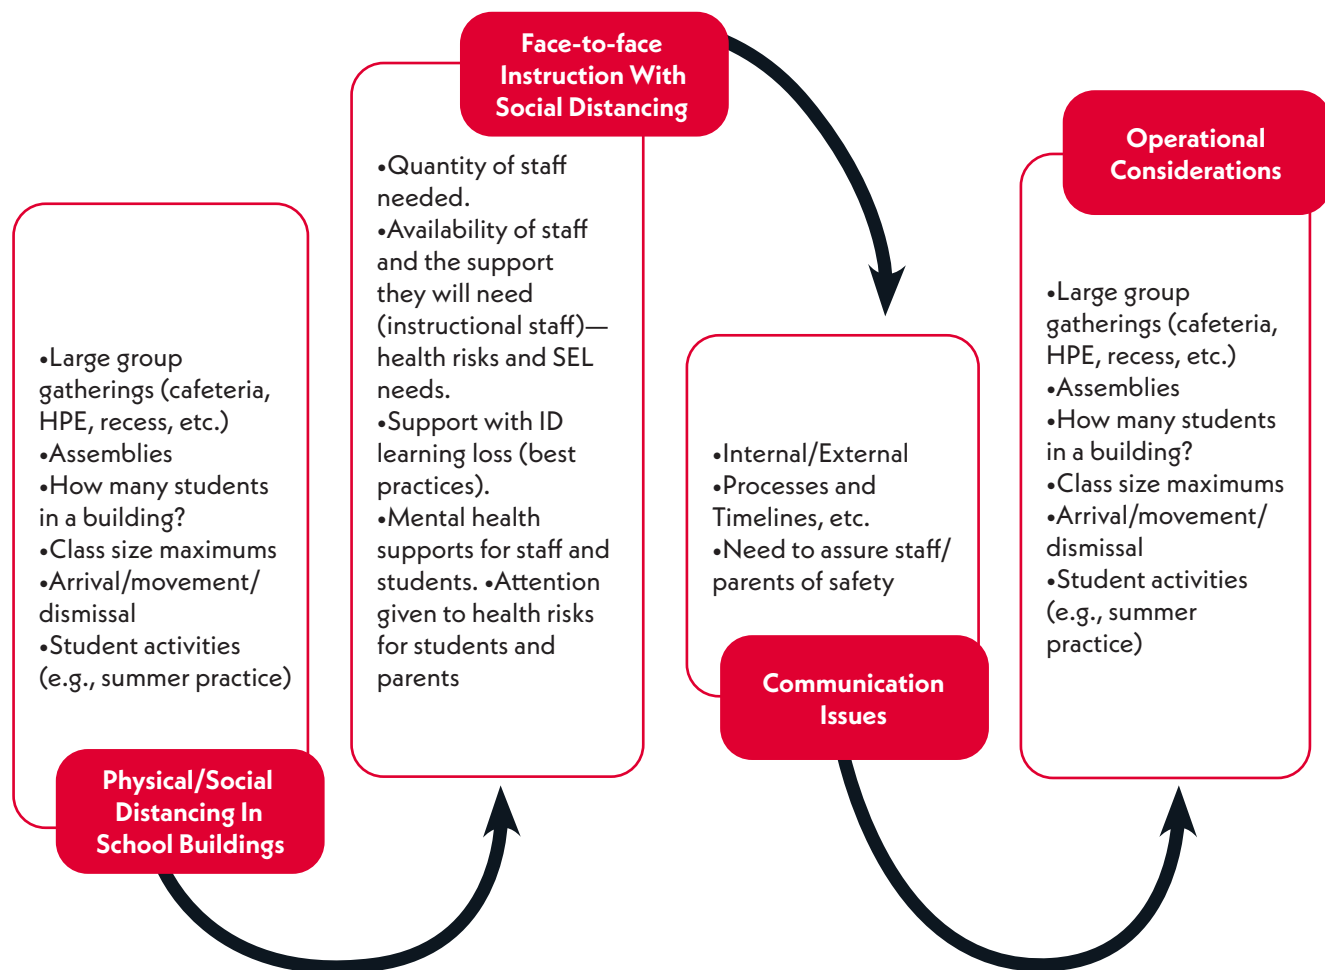 •Large group
gatherings (cafeteria,
HPE, recess, etc.)
•Assemblies
•How many students
in a building?
•Class size maximums
•Arrival/movement/
dismissal
•Student activities
(e.g., summer practice)
Physical/Social
Distancing In
School Buildings
Face-to-face
Instruction With
Social Distancing
•Quantity of staff
needed.
•Availability of staff
and the support
they will need
(instructional staff)—
health risks and SEL
needs.
•Support with ID
learning loss (best
practices).
•Mental health
supports for staff and
students. •Attention
given to health risks
for students and
parents
•Internal/External
•Processes and
Timelines, etc.
•Need to assure staff/
parents of safety
Communication
Issues
Operational
Considerations
•Large group
gatherings (cafeteria,
HPE, recess, etc.)
•Assemblies
•How many students
in a building?
•Class size maximums
•Arrival/movement/
dismissal
•Student activities
(e.g., summer
practice)